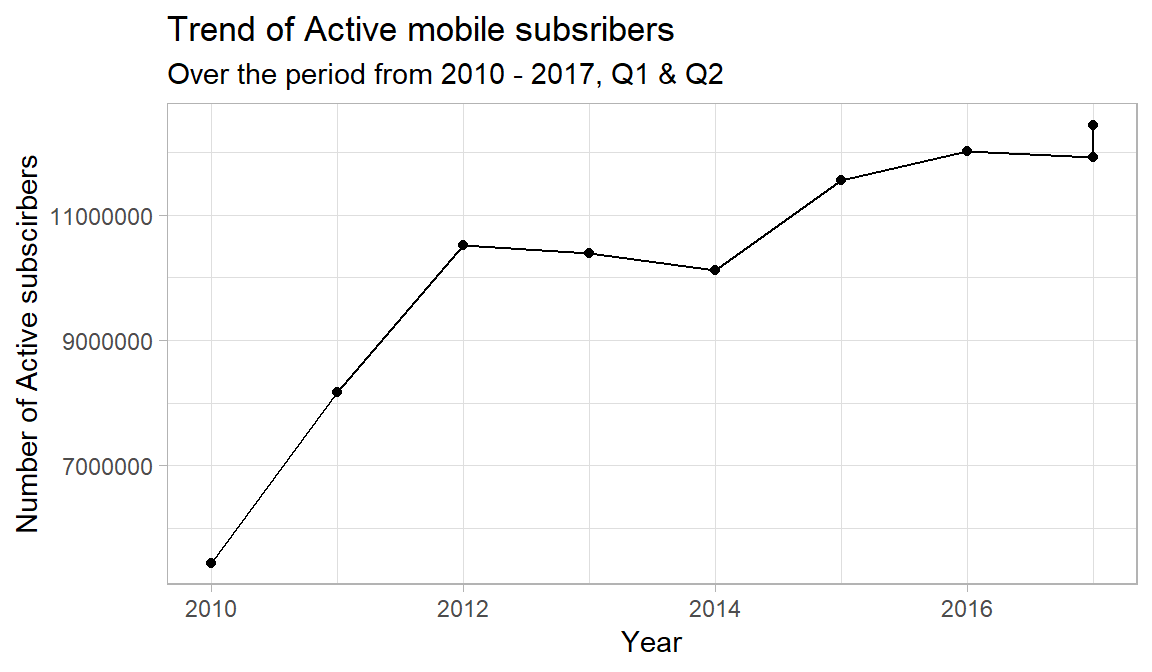 Trend of Active mobile subsribers
Over the period from 2010 - 2017, Q1 & Q2
Number of Active subscirbers
11000000
9000000
7000000
2010 2012 2014 2016
Year